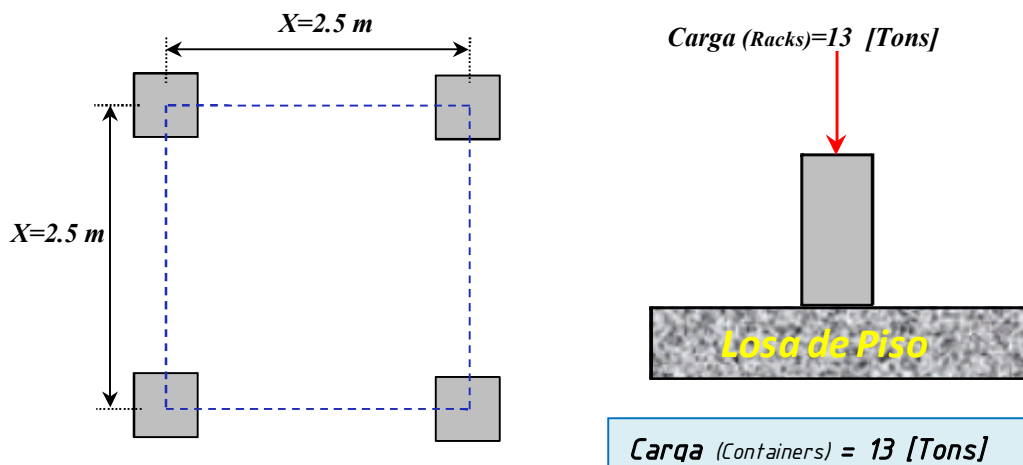 X=2.5 m
Carga (Racks)=13 [Tons]
X=2.5 m
Losa de Piso
Carga (Containers) = 13 [Tons]